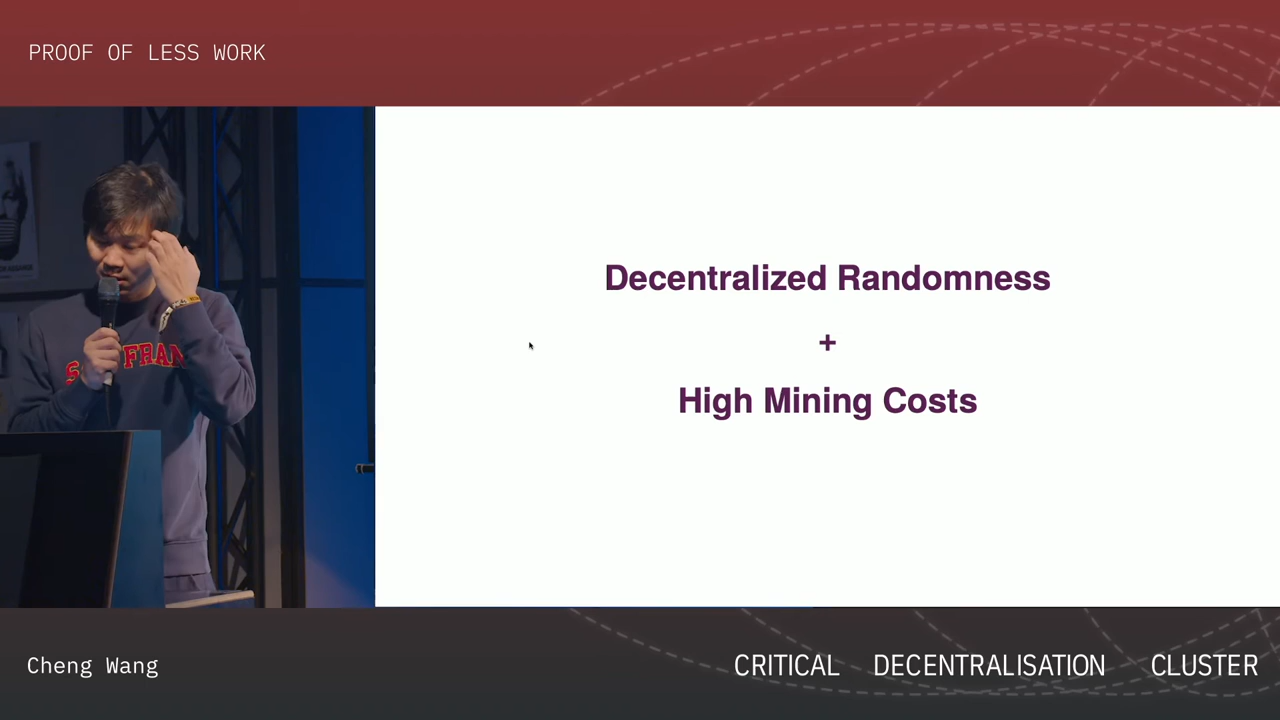 PROOF OF LESS WORK
Decentralized Randomness
+
High Mining Costs
Cheng Wang
CRITICAL DECENTRALISATION CLUSTER